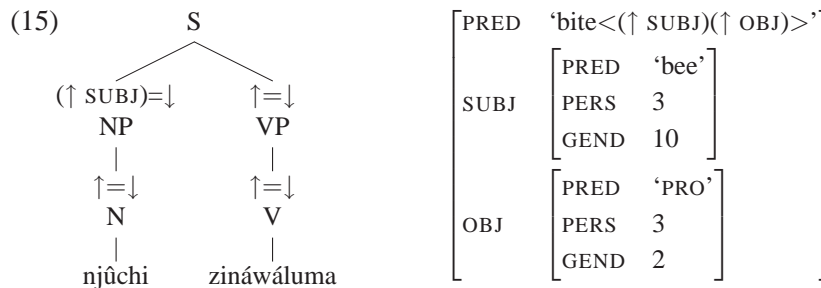 (15) S
(↑ SUBJ)=↓ ↑=↓
NP VP
↑=↓ ↑=↓
N V
njûchi zináwáluma
PRED ‘bite<(↑ SUBJ)(↑ OBJ)>’
SUBJ PRED ‘bee’
PERS 3
GEND 10
OBJ PRED ‘PRO’
PERS 3
GEND 2